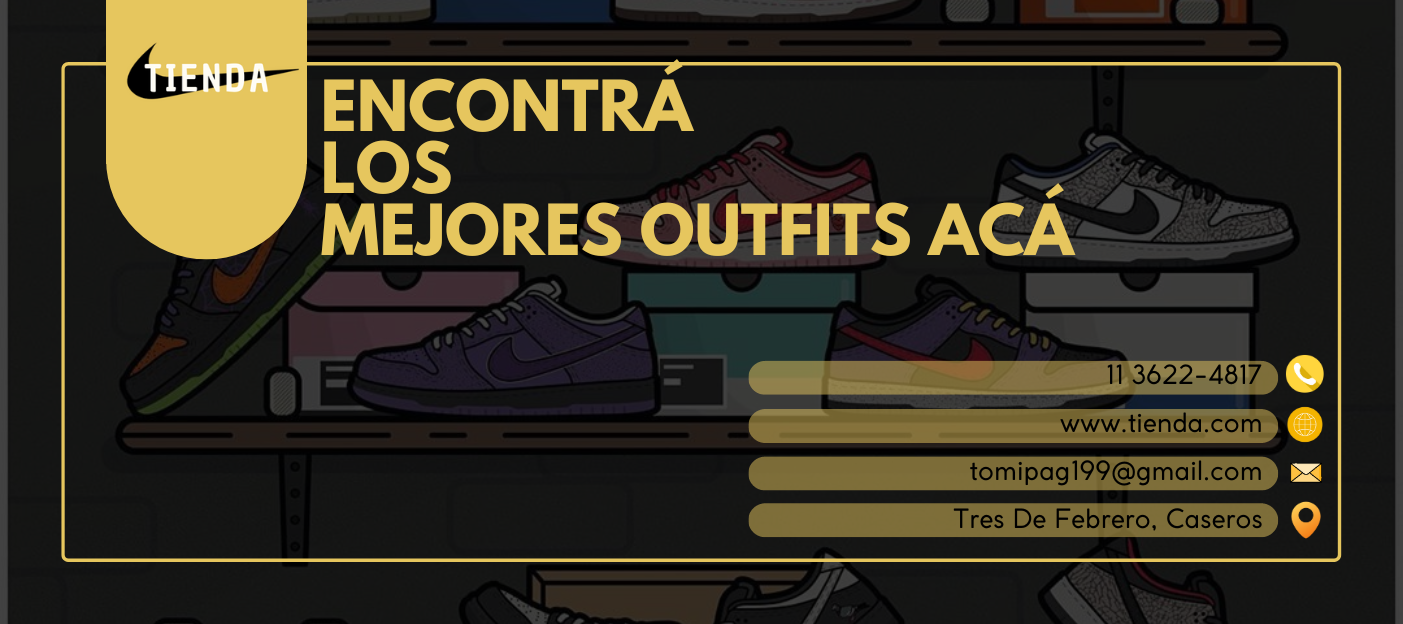 TIENDA
ENCONTRÁ
LOS
MEJORES OUTFITS ACÁ
11 3622-4817
www.tienda.com
tomipag199@gmail.com
Tres De Febrero, Caseros